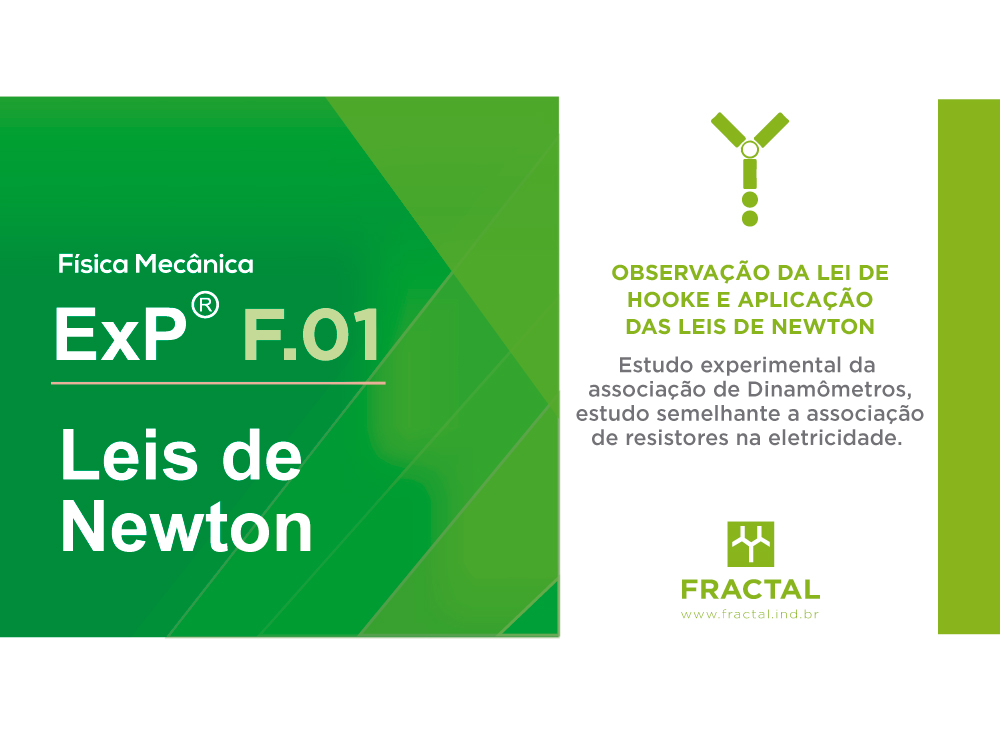 Física Mecânica
ExP® F.01
Leis de
Newton
OBSERVAÇÃO DA LEI DE
HOOKE E APLICAÇÃO
DAS LEIS DE NEWTON
Estudo experimental da
associação de Dinamômetros,
estudo semelhante a associação
de resistores na eletricidade.
FRACTAL
www.fractal.ind.br